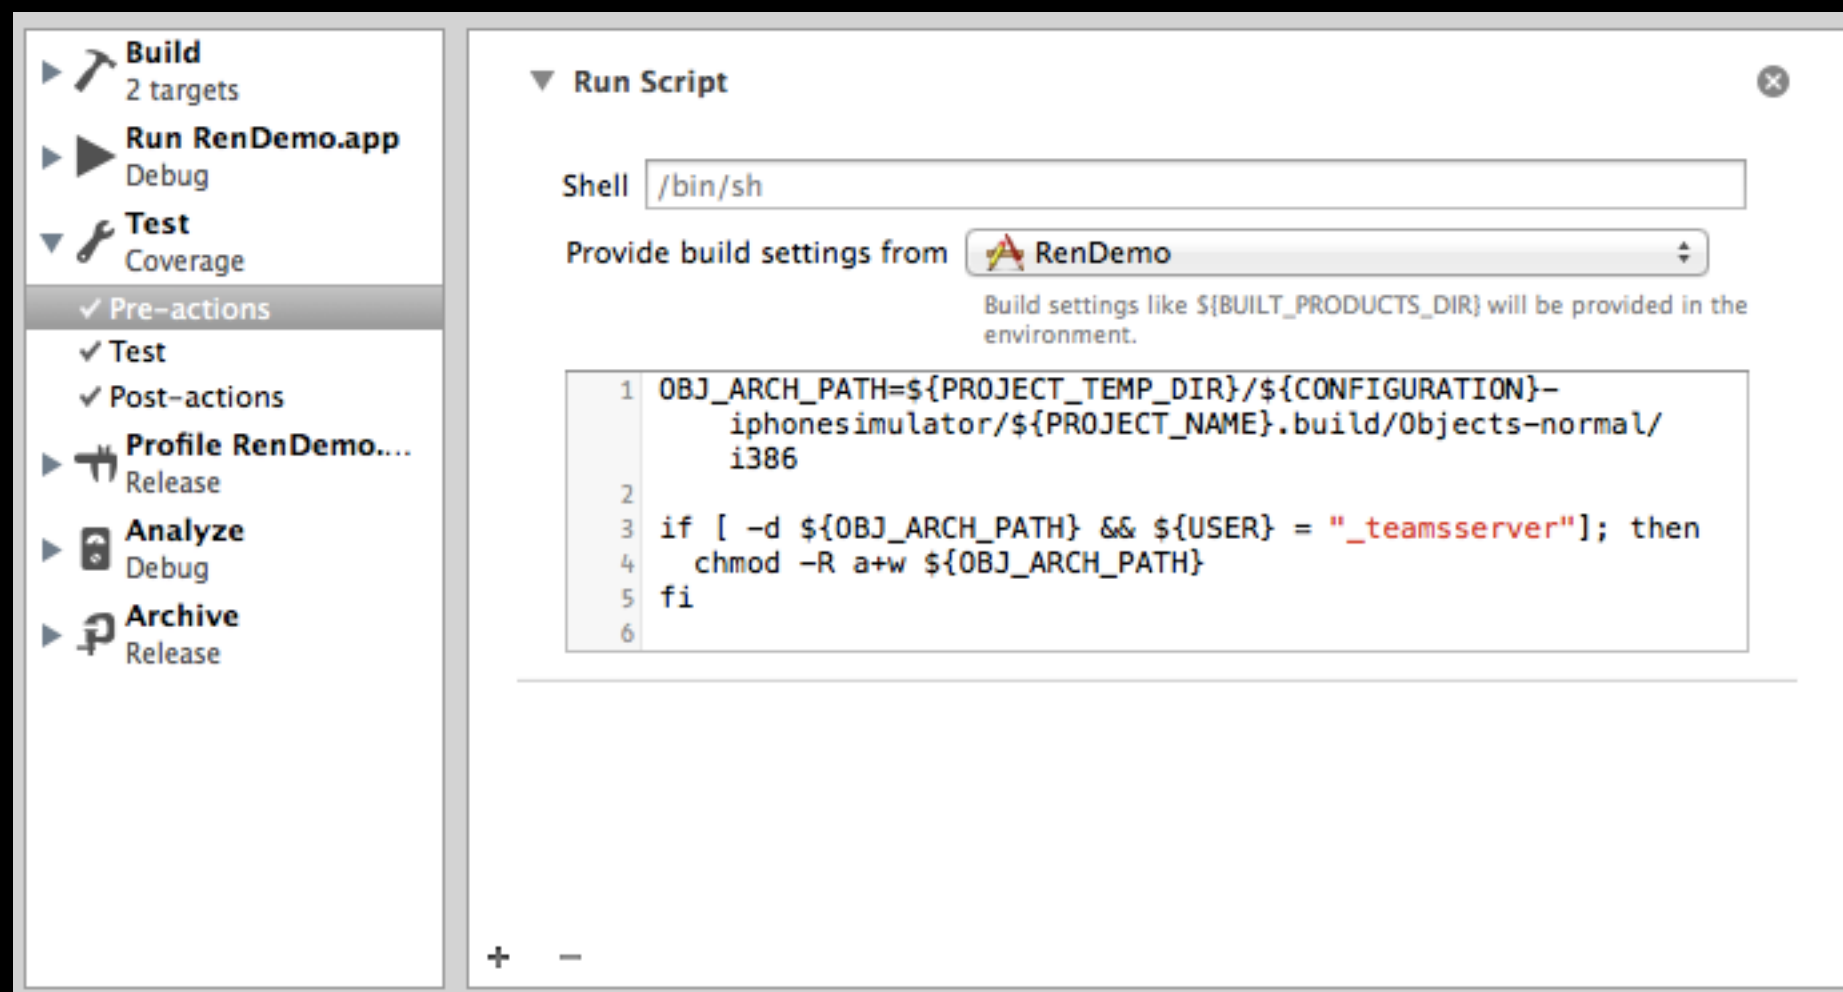 Build
2 targets
Run RenDemo.app
Debug
Test
Coverage
Pre-actions
Test
Post-actions
Profile RenDemo....
Release
Analyze
Debug
Archive
Release
Run Script
Shell /bin/sh
Provide build settings from RenDemo
Build settings like ${BUILT_PRODUCTS_DIR} will be provided in the
environment.
1 OBJ_ARCH_PATH=${PROJECT_TEMP_DIR}/${CONFIGURATION}-
iphonesimulator/${PROJECT_NAME}.build/Objects-normal/
i386
2
3 if [ -d ${OBJ_ARCH_PATH} && ${USER} = "_teamsserver"]; then
4 chmod -R a+w ${OBJ_ARCH_PATH}
5 fi
6